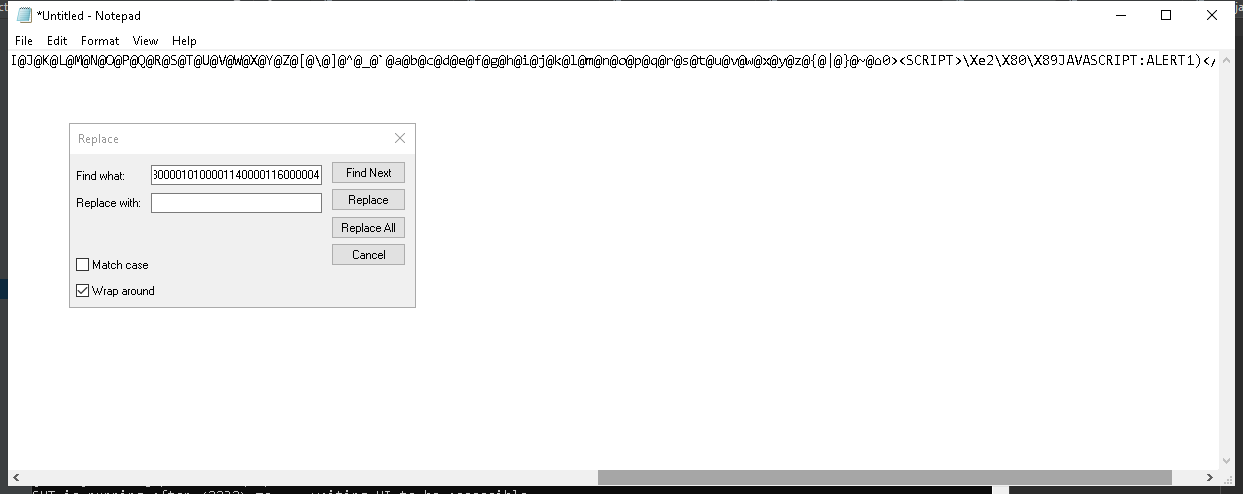 *Untitled - Notepad
File Edit Format View Help
I@J@K@L@M@N@O@P@Q@R@S@T@U@V@W@X@Y@Z@[@\@]@^@_@`@a@b@c@d@e@f@g@h@i@j@k@l@m@n@o@p@q@r@s@t@u@v@w@x@y@z@{@|@}@~@⌂0><SCRIPT>\Xe2\X80\X89JAVASCRIPT:ALERT1)</
Replace
Find what: 3000010100001140000116000004 Find Next
Replace with: Replace
Replace All
Cancel
Match case
Wrap around